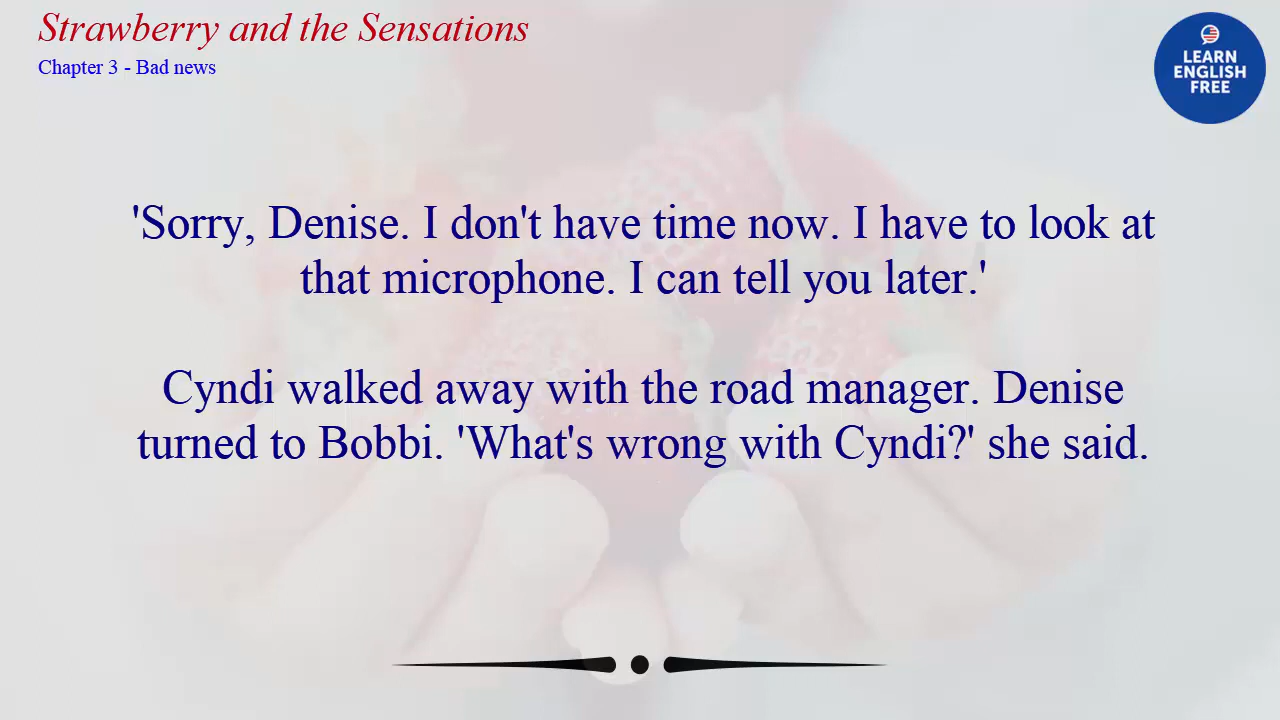 Strawberry and the Sensations
Chapter 3 - Bad news
LEARN
ENGLISH
FREE
'Sorry, Denise. I don't have time now. I have to look at
that microphone. I can tell you later.'
Cyndi walked away with the road manager. Denise
turned to Bobbi. 'What's wrong with Cyndi?' she said.